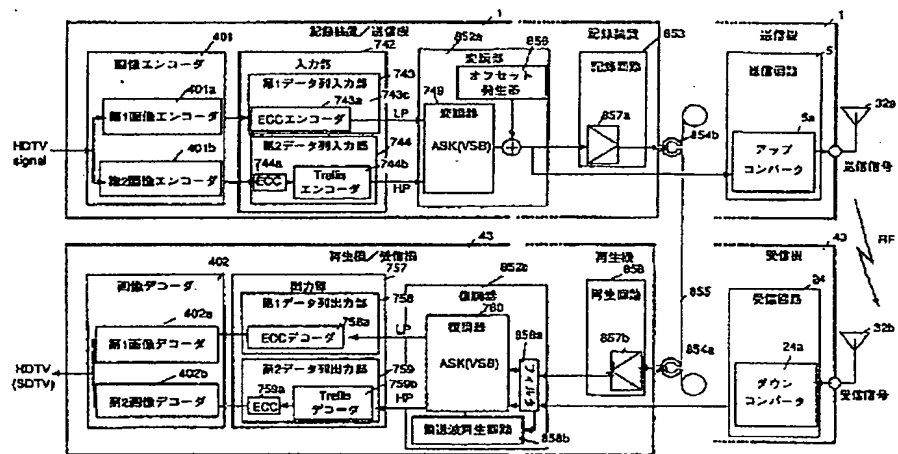 1
記録装置／送信機
401
画像エンコーダ
401a
第1画像エンコーダ
401b
第2画像エンコーダ
HDTV
signal
742
入力部
第1データ列入力部
743
743a
743c
ECCエンコーダ
LP
第2データ列入力部
744
744a
744b
ECC
Trellis
エンコーダ
HP
852a
変調部
856
オフセット
発生器
749
変調器
ASK(VSB)
記録装置
853
記録回路
857a
854b
1
送信機
5
送信回路
5a
アップ
コンバータ
32a
送信信号
RF
43
再生機／受信機
402
画像デコーダ
402a
第1画像デコーダ
402b
第2画像デコーダ
HDTV
(SDTV)
757
出力部
第1データ列出力部
758
758a
ECCデコーダ
LP
第2データ列出力部
759
759a
759b
ECC
Trellis
デコーダ
HP
852b
復調器
760
復調器
ASK(VSB)
858a
フィルタ
搬送波再生回路
858b
再生機
859
再生回路
857b
854a
855
43
受信機
24
受信回路
24a
ダウン
コンバータ
32b
受信信号